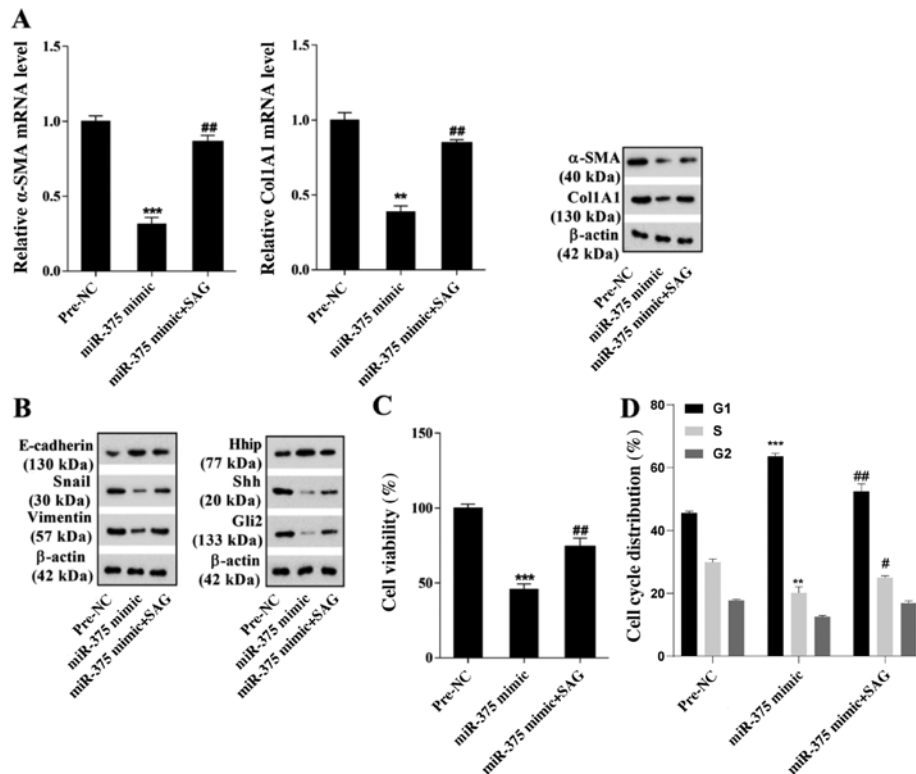 A
Relative α-SMA mRNA level
1.5
1.0
0.5
0.0
***
##
Pre-NC
miR-375 mimic
miR-375 mimic+SAG
Relative Col1A1 mRNA level
1.5
1.0
0.5
0.0
**
##
Pre-NC
miR-375 mimic
miR-375 mimic+SAG
α-SMA
(40 kDa)
Col1A1
(130 kDa)
β-actin
(42 kDa)
Pre-NC
miR-375 mimic
miR-375 mimic+SAG
B
E-cadherin
(130 kDa)
Snail
(30 kDa)
Vimentin
(57 kDa)
β-actin
(42 kDa)
Pre-NC
miR-375 mimic
miR-375 mimic+SAG
Hhip
(77 kDa)
Shh
(20 kDa)
Gli2
(133 kDa)
β-actin
(42 kDa)
Pre-NC
miR-375 mimic
miR-375 mimic+SAG
C
Cell viability (%)
150
100
50
0
***
##
Pre-NC
miR-375 mimic
miR-375 mimic+SAG
D
Cell cycle distribution (%)
80
60
40
20
0
G1
S
G2
***
**
##
#
Pre-NC
miR-375 mimic
miR-375 mimic+SAG